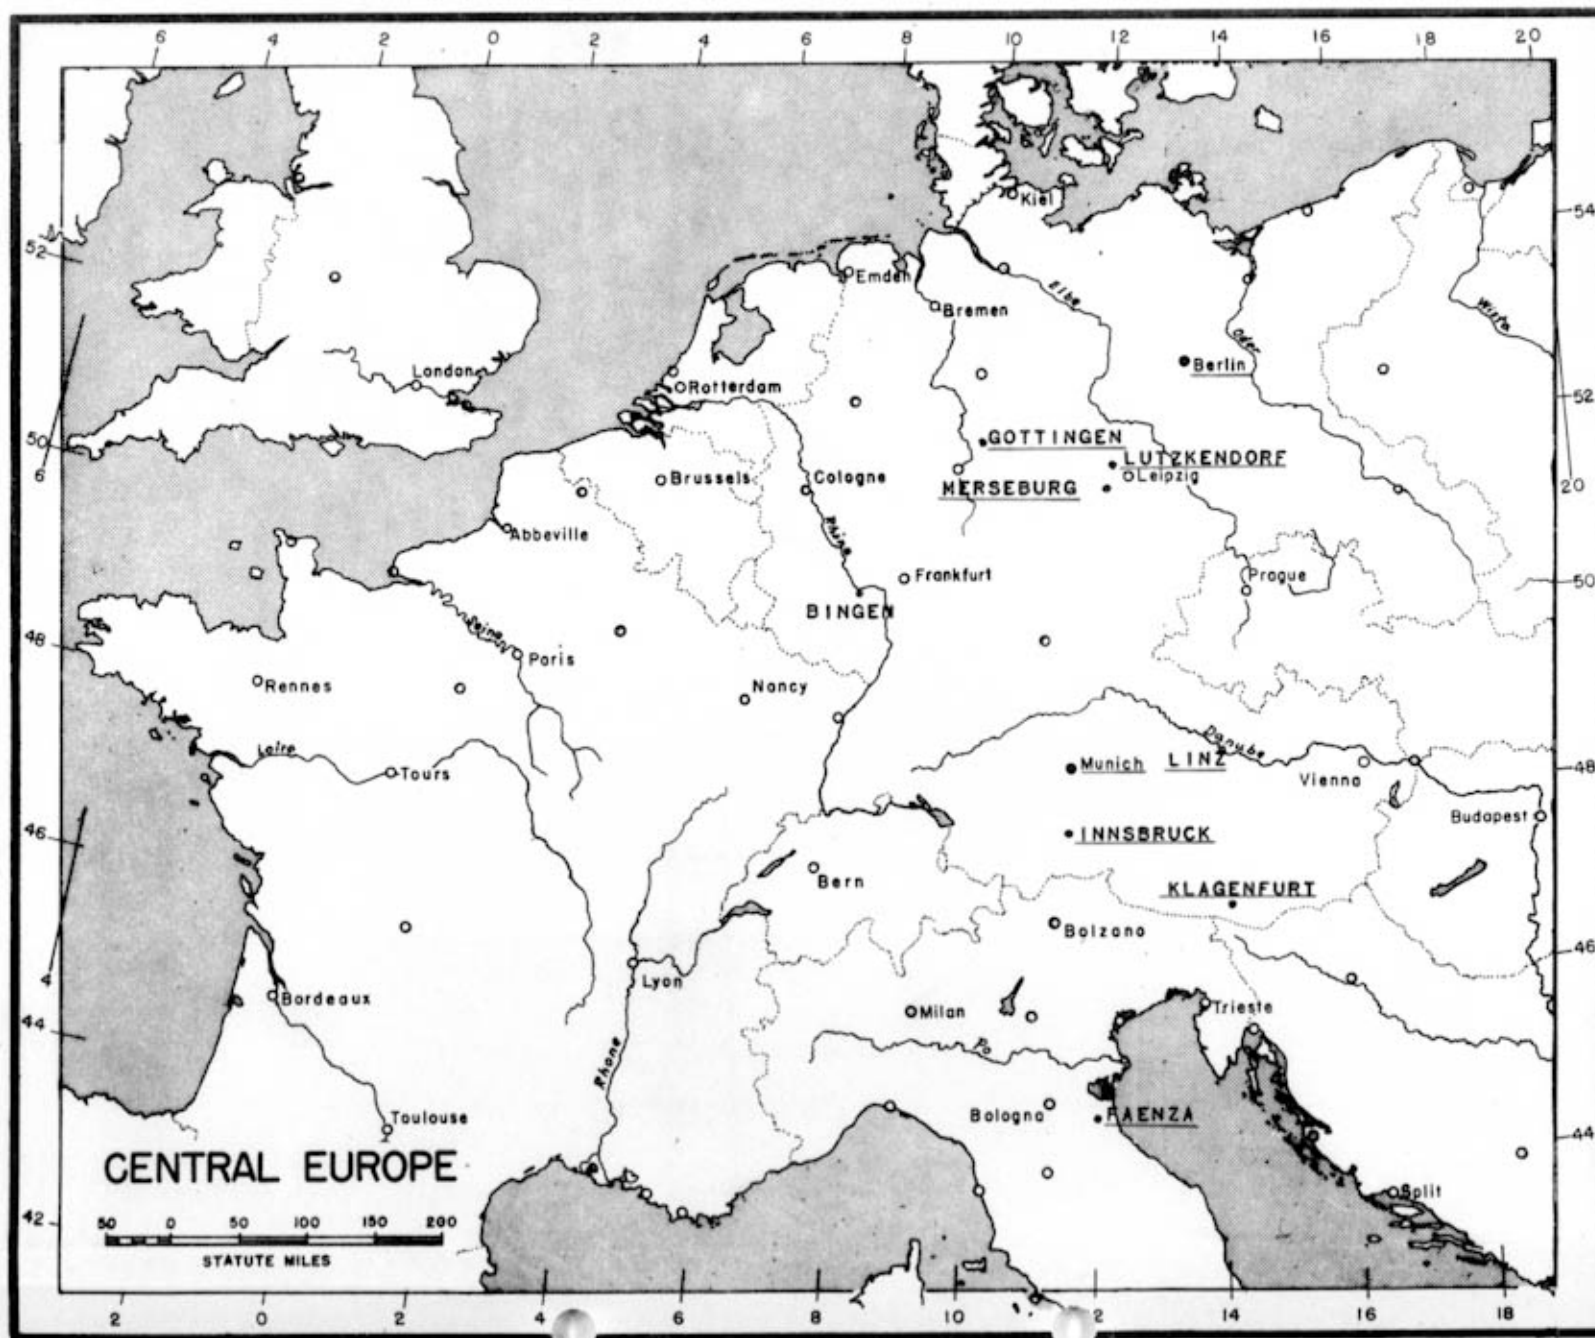 6 4 2 0 2 4 6 8 10 12 14 16 18 20
Kiel
54
54
52
Emden
Elbe
Bremen
Wisla
Oder
London
Berlin
Rotterdam
52
50
GOTTINGEN
6
LUTZKENDORF
Brussels
Cologne
Leipzig
MERSEBURG
20
Abbeville
Rhine
Frankfurt
Prague
50
BINGEN
48
Seine
Paris
Rennes
Nancy
Loire
Danube
Tours
Munich
LINZ
Vienna
48
46
Budapest
INNSBRUCK
Bern
KLAGENFURT
Bolzano
46
4
Lyon
Bordeaux
Milan
Trieste
44
Po
Rhone
Toulouse
Bologna
FAENZA
44
CENTRAL EUROPE
Split
42
50 0 50 100 150 200
STATUTE MILES
2 0 2 4 6 8 10 12 14 16 18